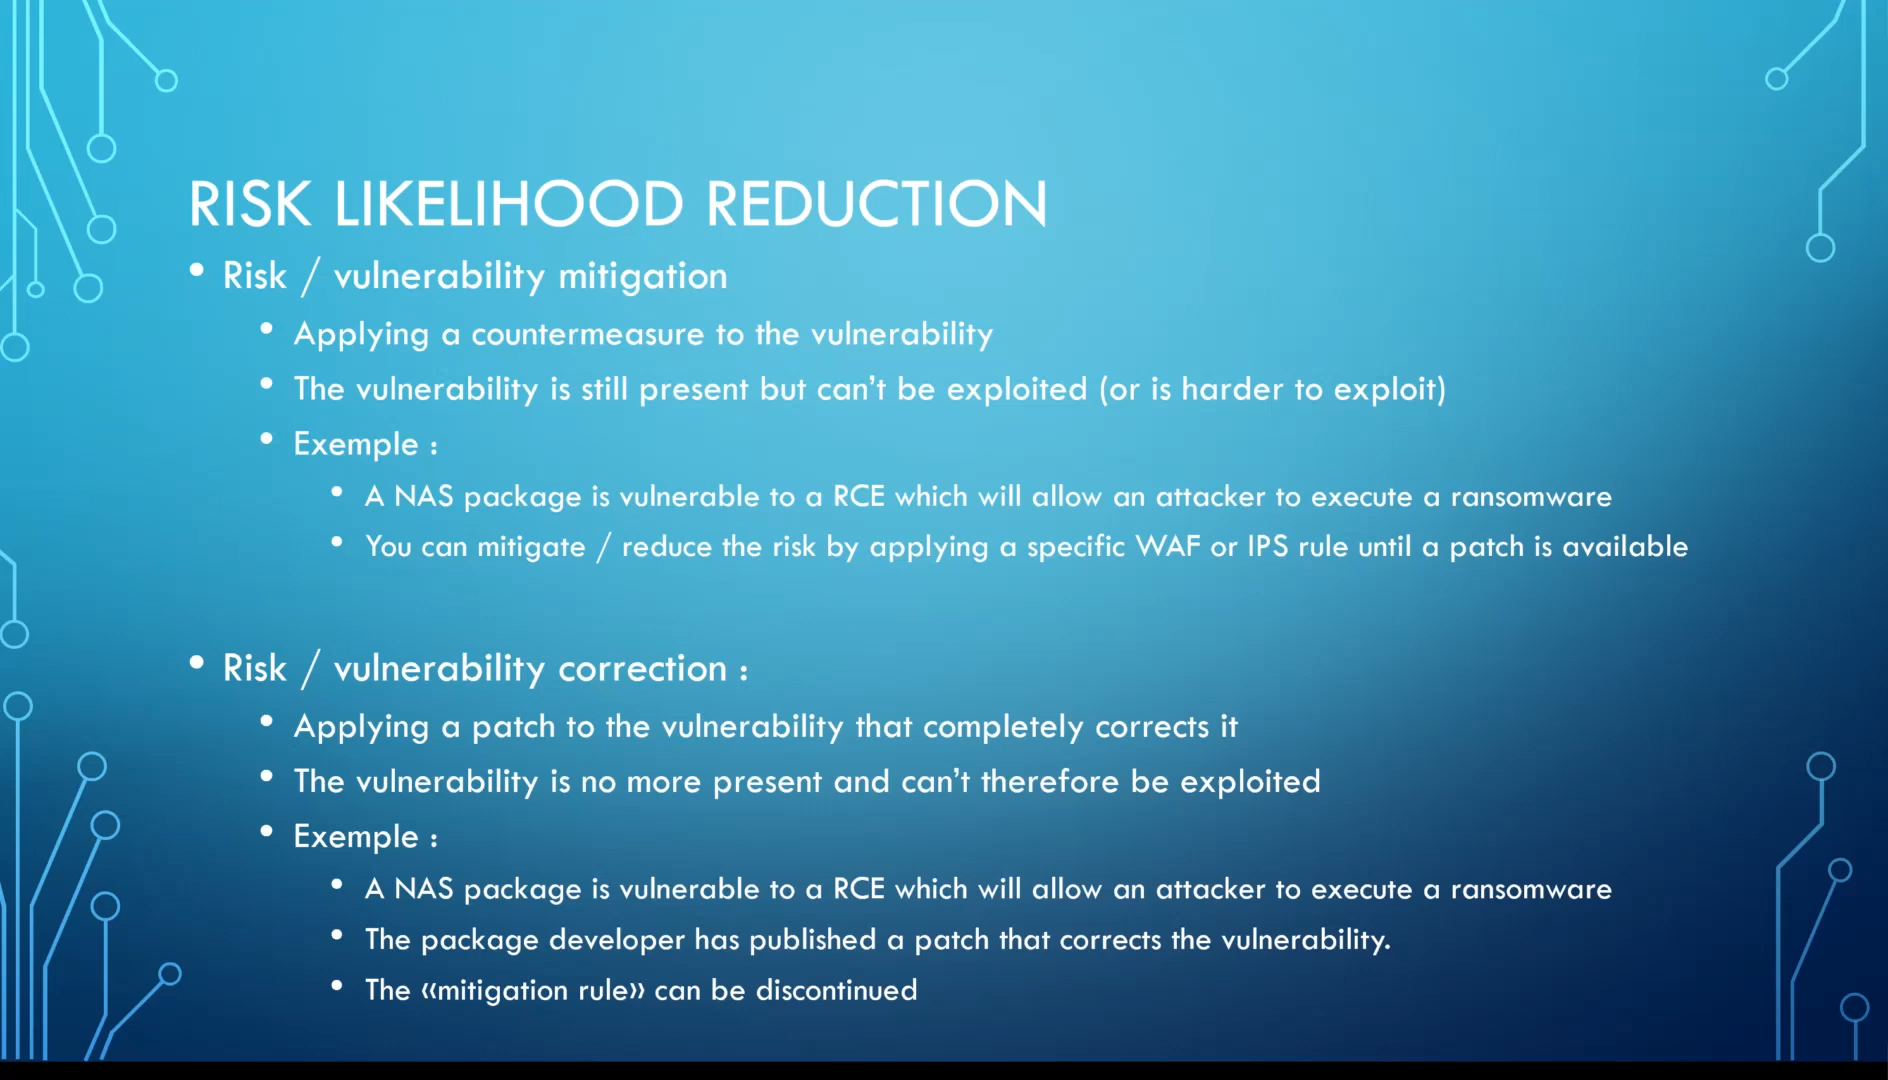 RISK LIKELIHOOD REDUCTION
• Risk / vulnerability mitigation
• Applying a countermeasure to the vulnerability
• The vulnerability is still present but can’t be exploited (or is harder to exploit)
• Exemple :
• A NAS package is vulnerable to a RCE which will allow an attacker to execute a ransomware
• You can mitigate / reduce the risk by applying a specific WAF or IPS rule until a patch is available
• Risk / vulnerability correction :
• Applying a patch to the vulnerability that completely corrects it
• The vulnerability is no more present and can’t therefore be exploited
• Exemple :
• A NAS package is vulnerable to a RCE which will allow an attacker to execute a ransomware
• The package developer has published a patch that corrects the vulnerability.
• The «mitigation rule» can be discontinued